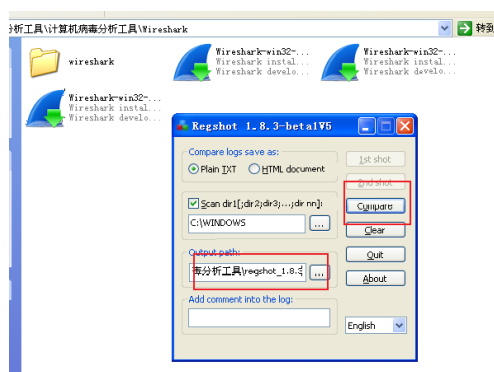 析工具\计算机病毒分析工具\Wireshark
转到
wireshark
Wireshark-win32-...
Wireshark instal...
Wireshark develo...
Wireshark-win32-...
Wireshark instal...
Wireshark develo...
Wireshark-win32-...
Wireshark instal...
Wireshark develo...
Regshot 1.8.3-beta1V5
Compare logs save as:
Plain TXT
HTML document
1st shot
2nd shot
Scan dir1[;dir2;dir3;...;dir nn]:
C:\WINDOWS
...
Compare
Clear
Output path:
毒分析工具\regshot_1.8.3
...
Quit
About
Add comment into the log:
English